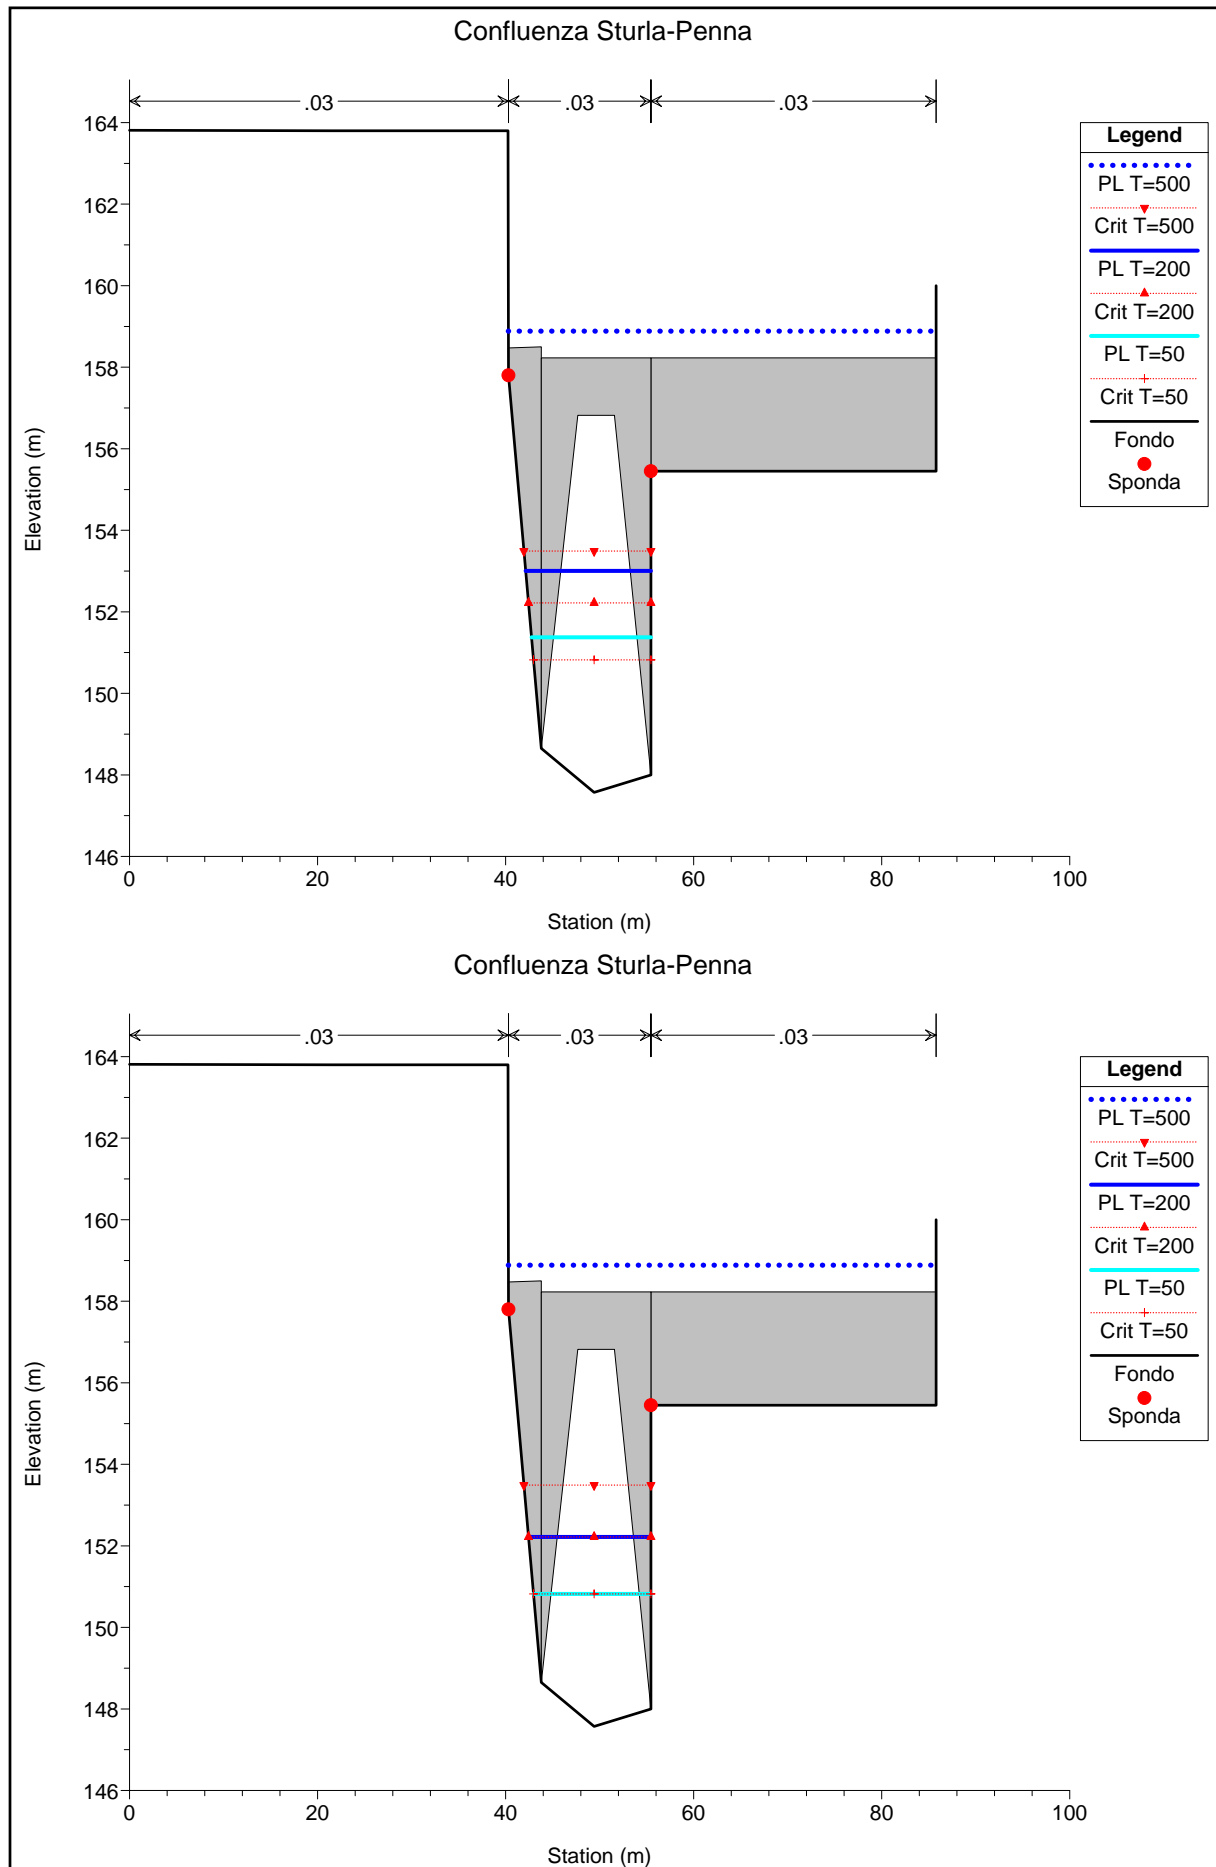 Confluenza Sturla-Penna
.03 .03 .03
164
162
160
158
156
154
152
150
148
146
0 20 40 60 80 100
Elevation (m)
Station (m)
Legend
PL T=500
Crit T=500
PL T=200
Crit T=200
PL T=50
Crit T=50
Fondo
Sponda
Confluenza Sturla-Penna
.03 .03 .03
164
162
160
158
156
154
152
150
148
146
0 20 40 60 80 100
Elevation (m)
Station (m)
Legend
PL T=500
Crit T=500
PL T=200
Crit T=200
PL T=50
Crit T=50
Fondo
Sponda